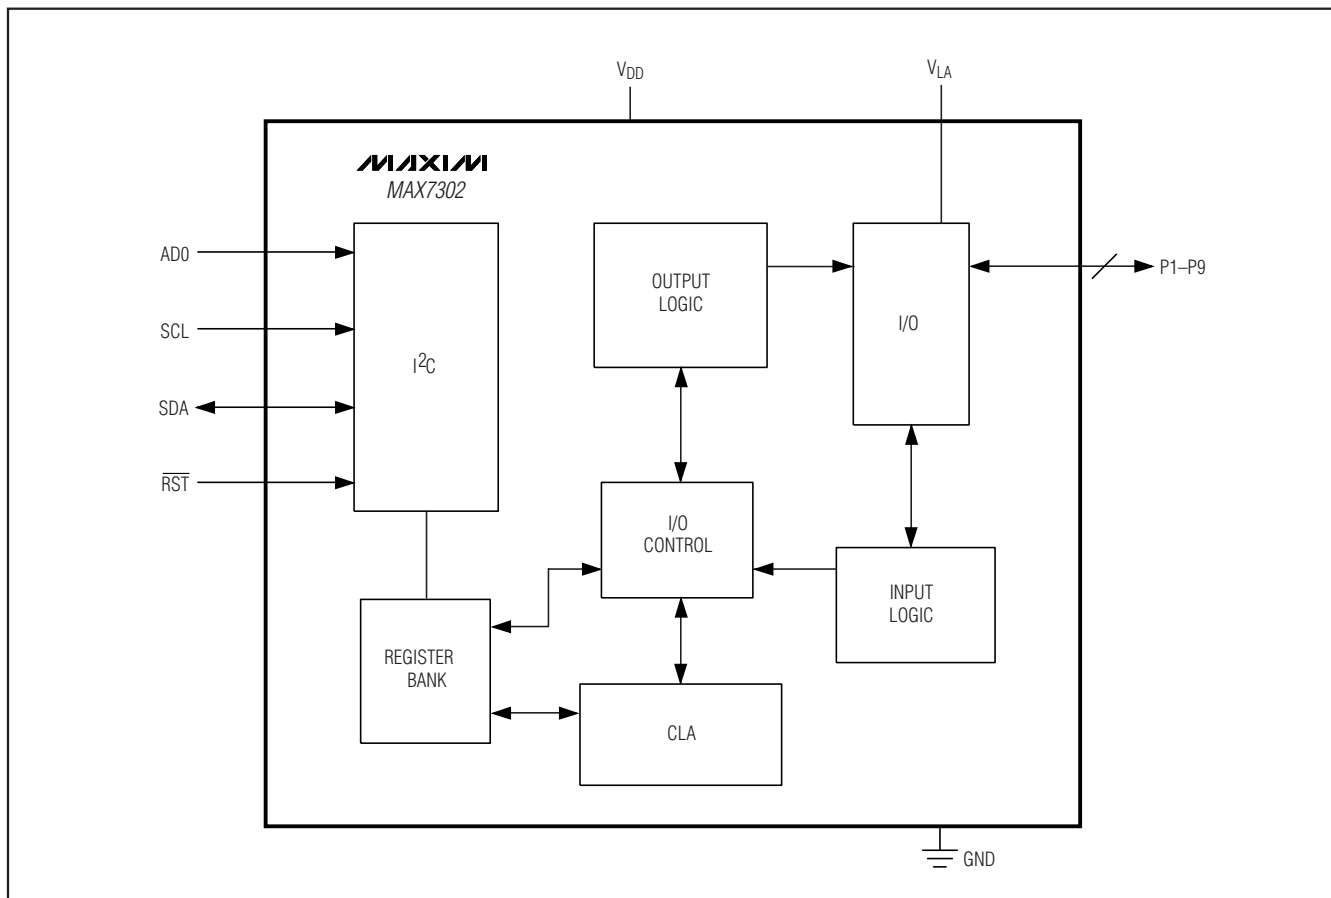 V_DD
V_LA
MAXIM
MAX7302
AD0
SCL
SDA
R̅S̅T̅
I²C
OUTPUT
LOGIC
I/O
P1–P9
I/O
CONTROL
INPUT
LOGIC
REGISTER
BANK
CLA
GND